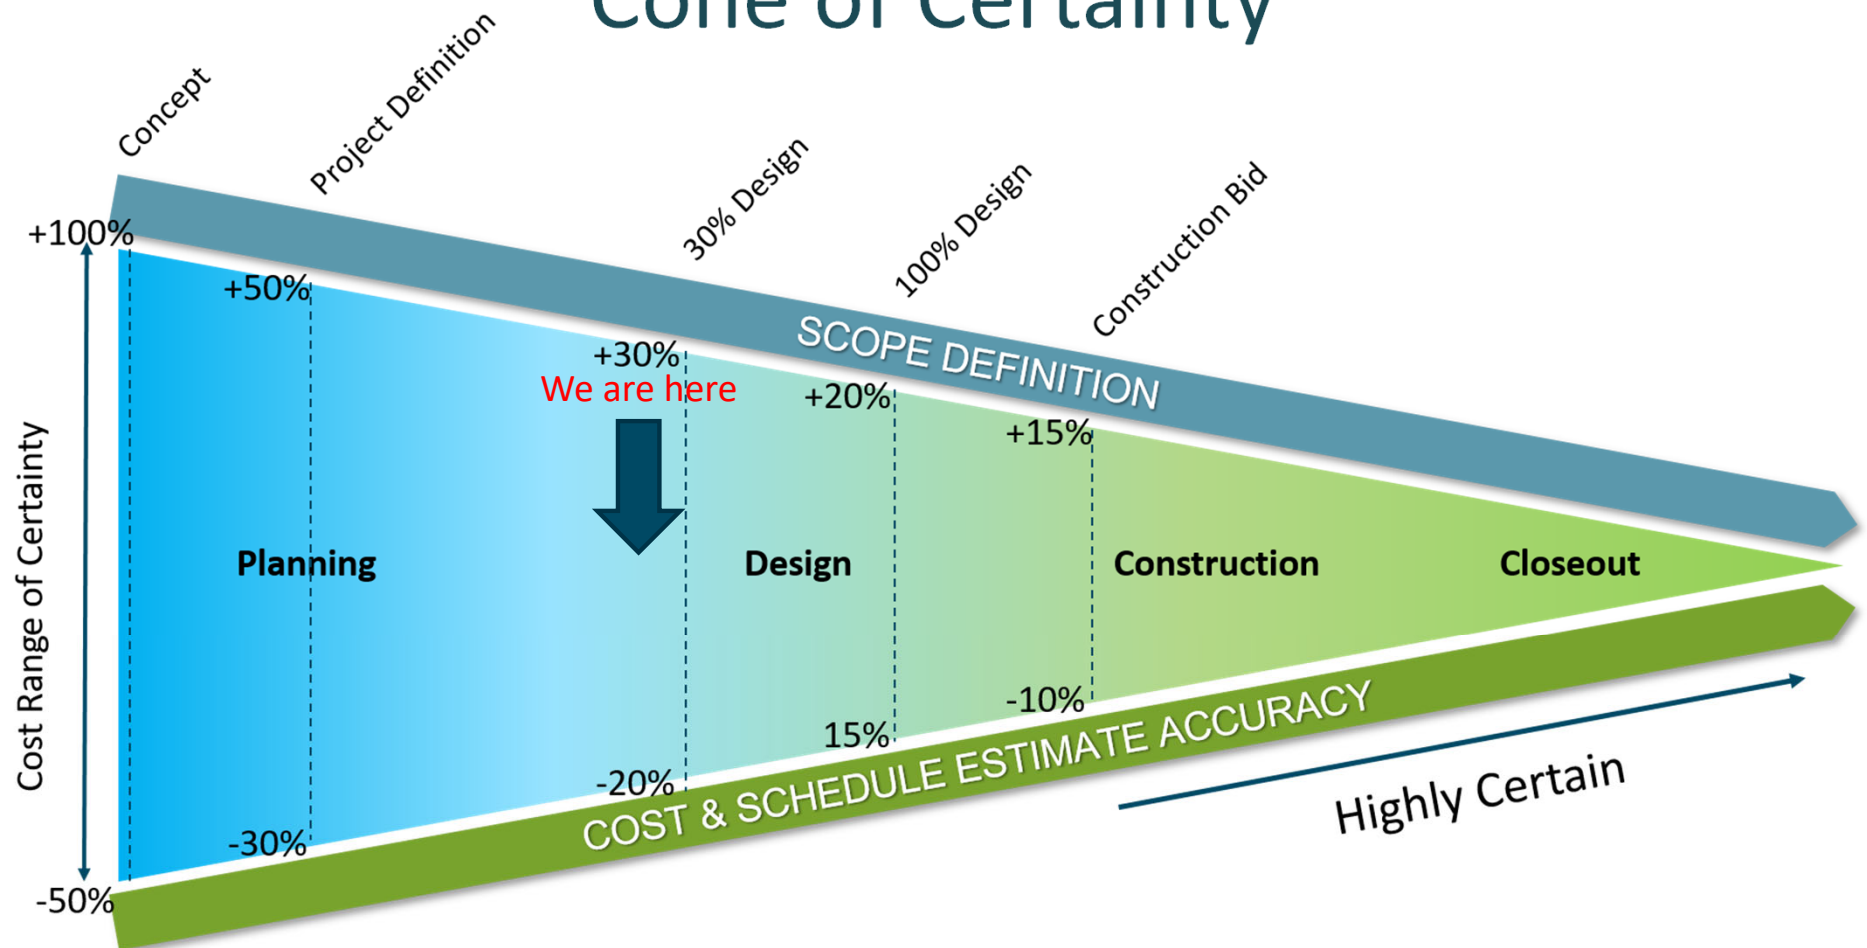 Cone of Certainty
Concept
Project Definition
30% Design
100% Design
Construction Bid
+100%
+50%
+30%
We are here
+20%
+15%
SCOPE DEFINITION
Cost Range of Certainty
Planning
Design
Construction
Closeout
-50%
-30%
-20%
15%
-10%
COST & SCHEDULE ESTIMATE ACCURACY
Highly Certain